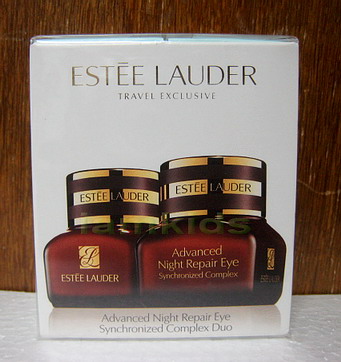 ESTĒE LAUDER
TRAVEL EXCLUSIVE
ESTĒE LAUDER
ESTĒE LAUDER
Advanced
Night Repair Eye
Synchronized Complex
ESTĒE LAUDER
Advanced Night Repair Eye
Synchronized Complex Duo